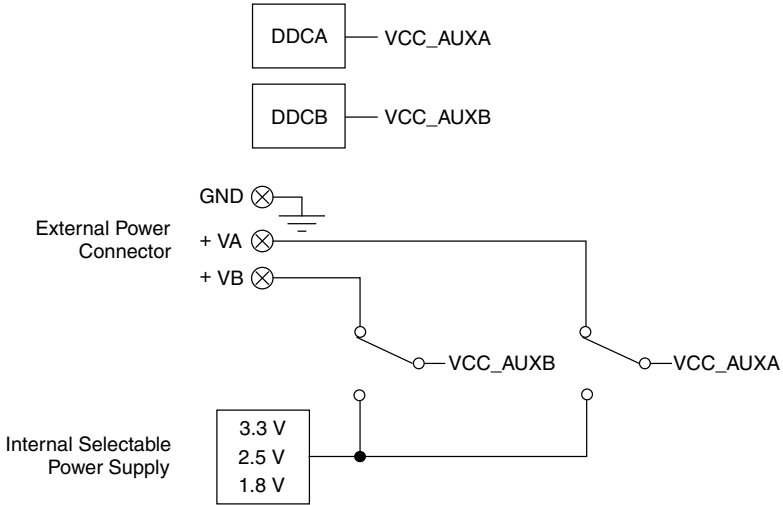 DDCA
VCC_AUXA
DDCB
VCC_AUXB
GND
External Power
Connector
+ VA
+ VB
VCC_AUXB
VCC_AUXA
Internal Selectable
Power Supply
3.3 V
2.5 V
1.8 V